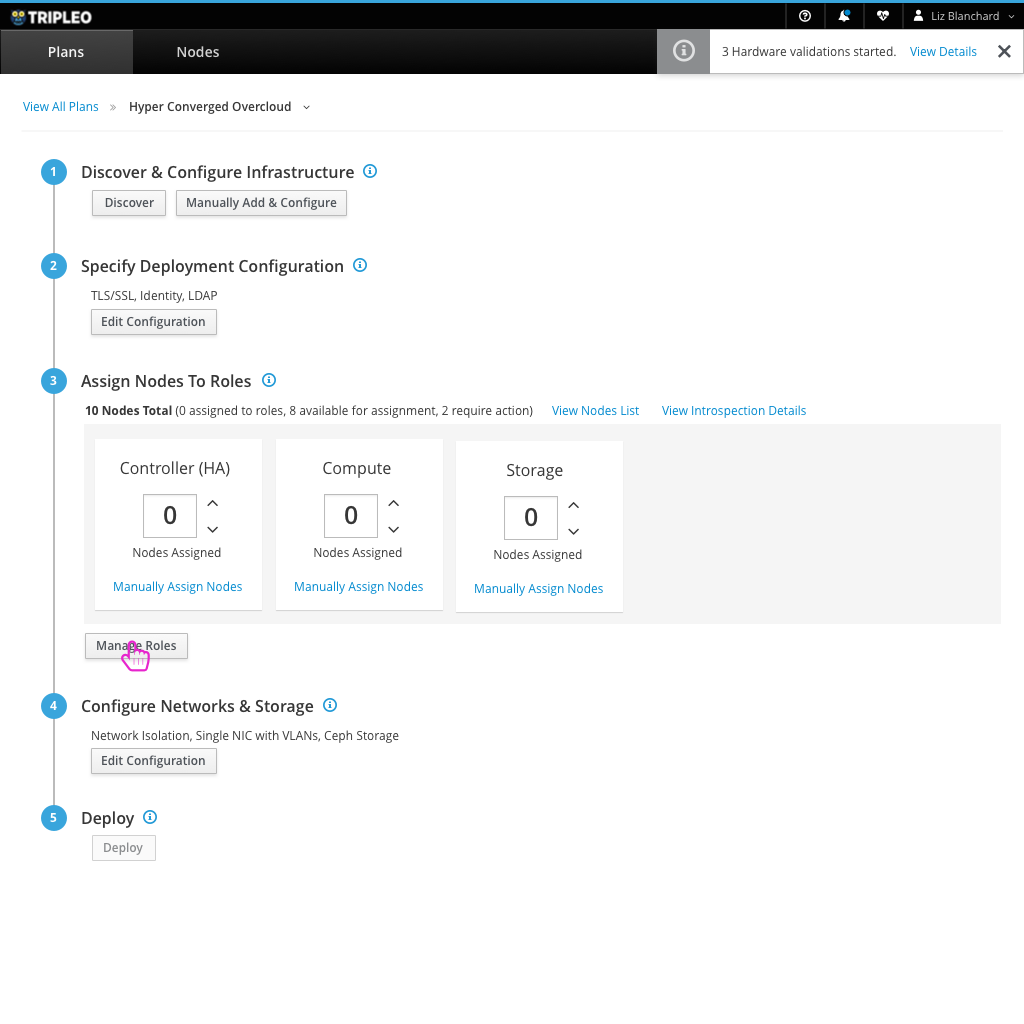 TRIPLEO
Liz Blanchard
Plans
Nodes
3 Hardware validations started. View Details
View All Plans » Hyper Converged Overcloud
1 Discover & Configure Infrastructure
Discover Manually Add & Configure
2 Specify Deployment Configuration
TLS/SSL, Identity, LDAP
Edit Configuration
3 Assign Nodes To Roles
10 Nodes Total (0 assigned to roles, 8 available for assignment, 2 require action) View Nodes List View Introspection Details
Controller (HA)
0
Nodes Assigned
Manually Assign Nodes
Compute
0
Nodes Assigned
Manually Assign Nodes
Storage
0
Nodes Assigned
Manually Assign Nodes
Manage Roles
4 Configure Networks & Storage
Network Isolation, Single NIC with VLANs, Ceph Storage
Edit Configuration
5 Deploy
Deploy